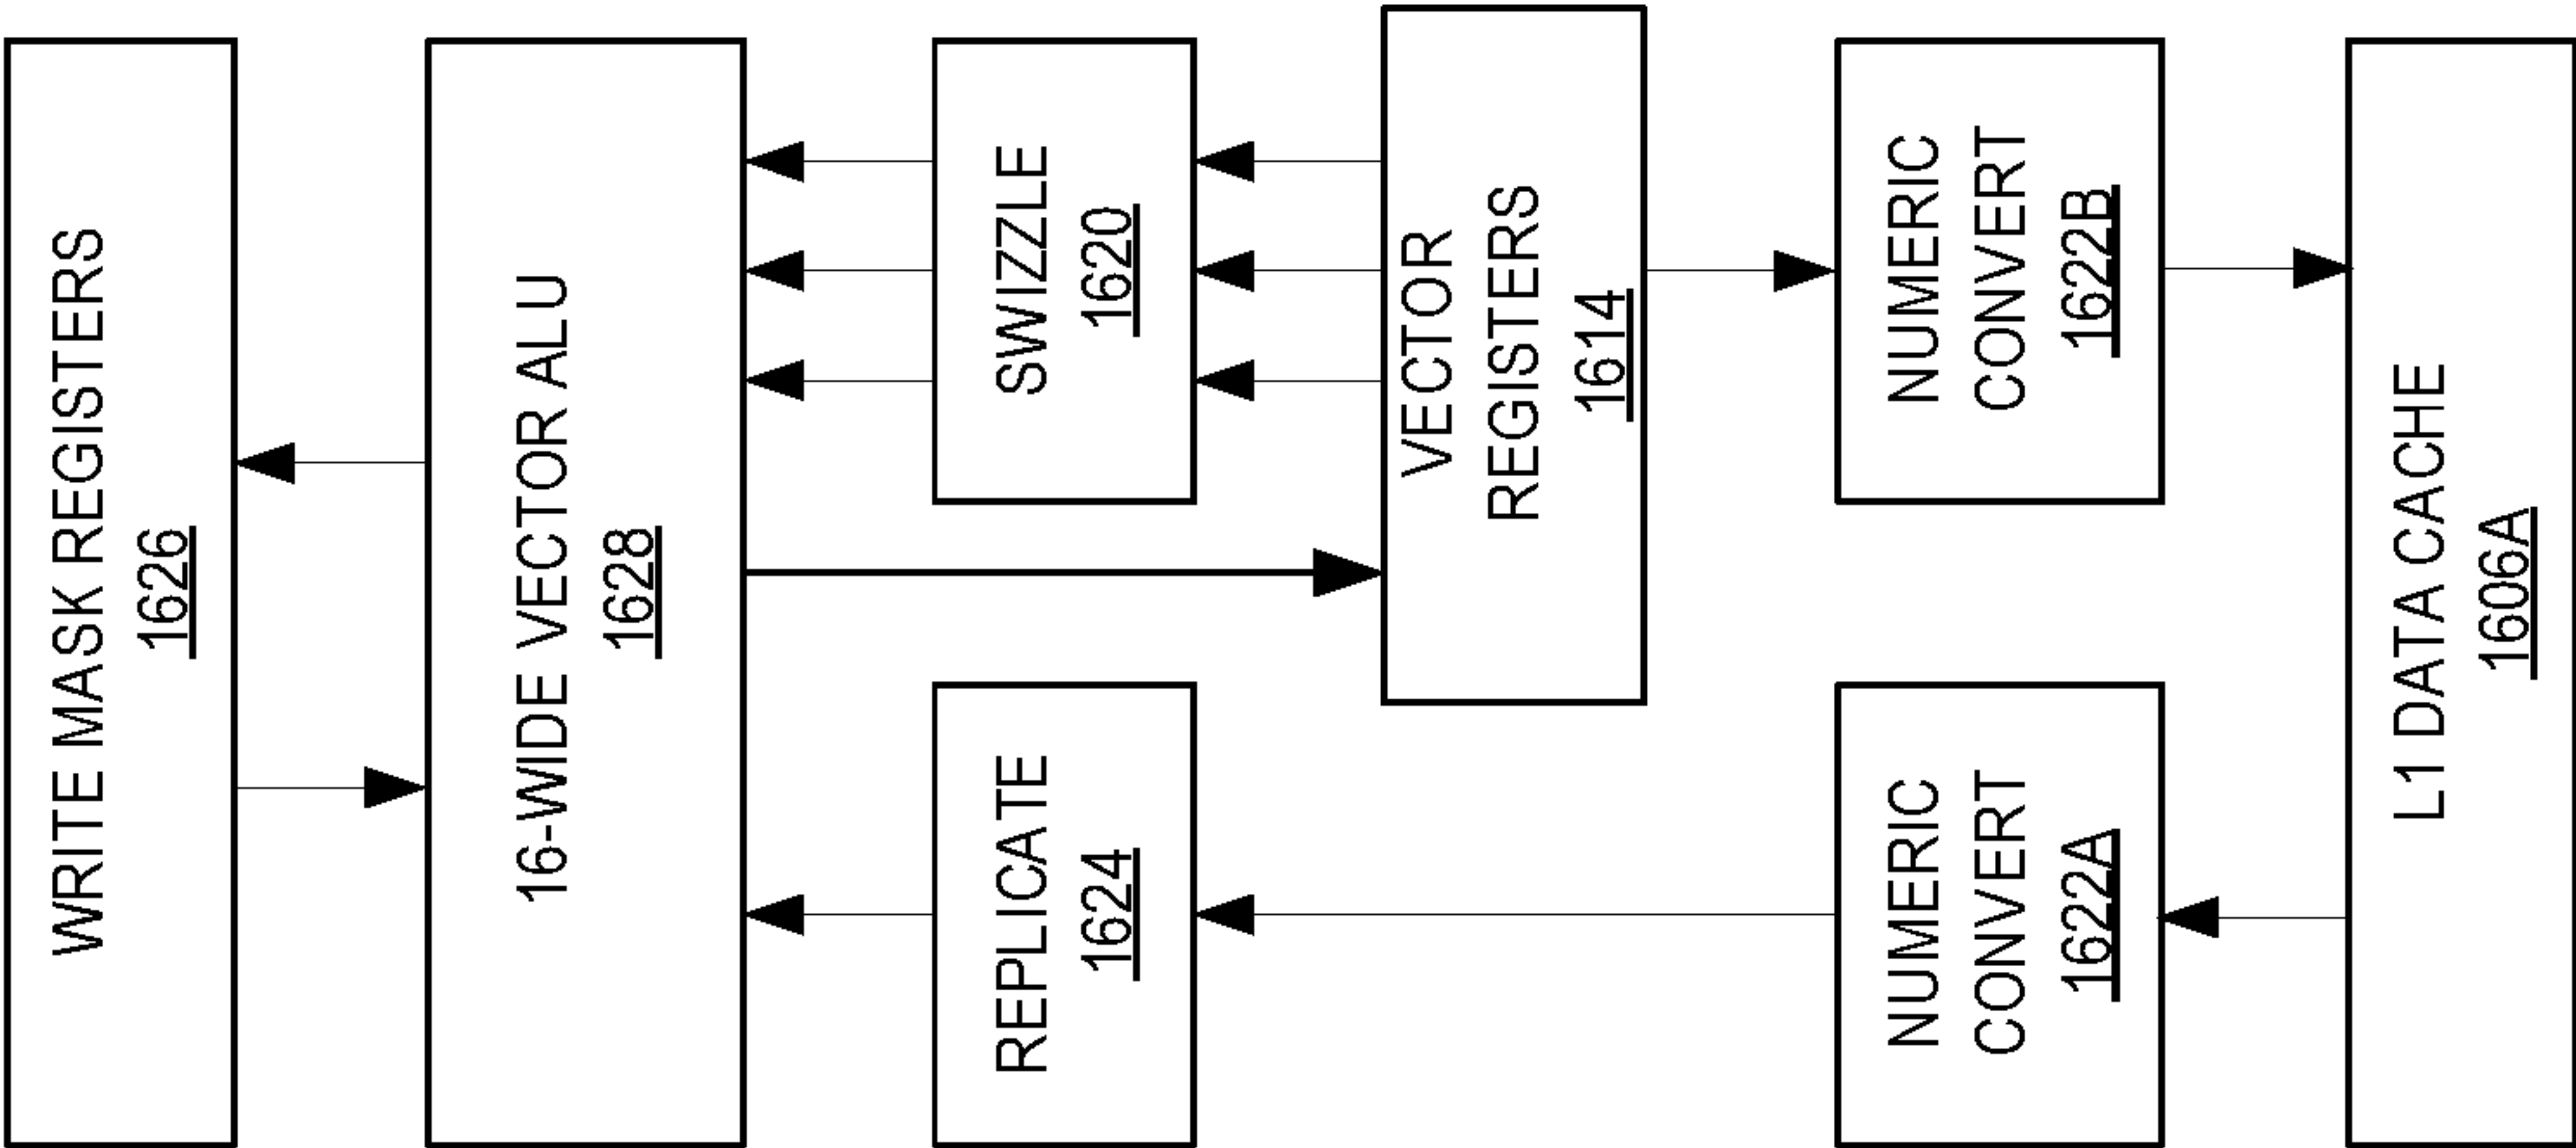 WRITE MASK REGISTERS
1626
16-WIDE VECTOR ALU
1628
REPLICATE
1624
SWIZZLE
1620
VECTOR
REGISTERS
1614
NUMERIC
CONVERT
1622A
NUMERIC
CONVERT
1622B
L1 DATA CACHE
1606A